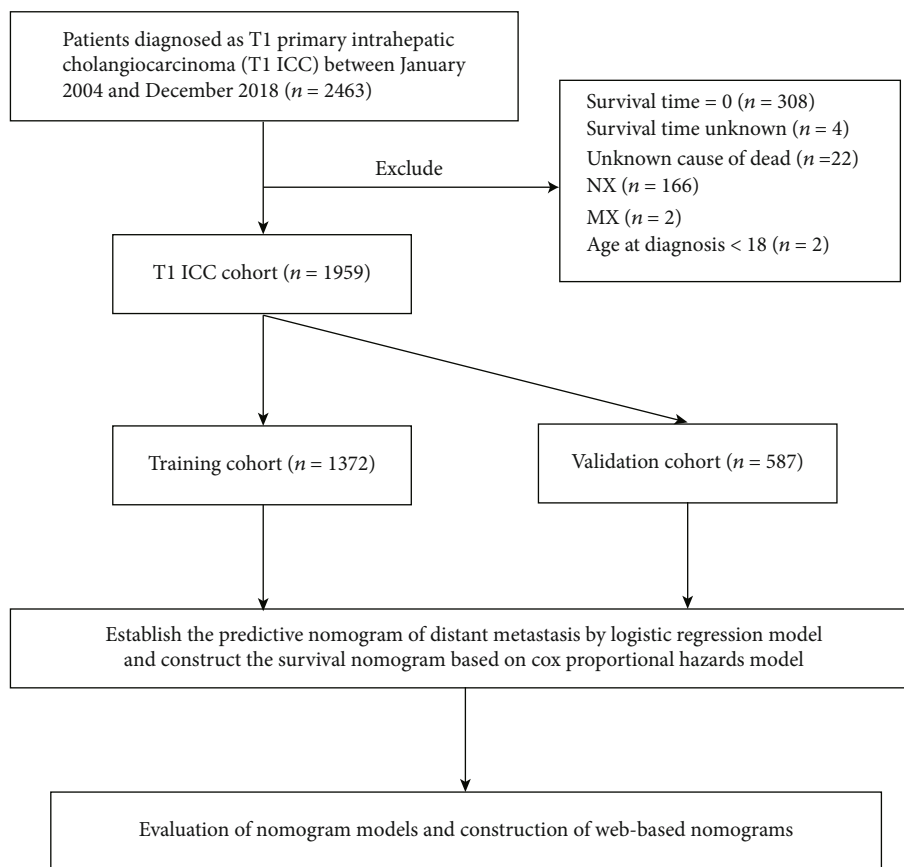 Patients diagnosed as T1 primary intrahepatic
cholangiocarcinoma (T1 ICC) between January
2004 and December 2018 (n = 2463)
Exclude
Survival time = 0 (n = 308)
Survival time unknown (n = 4)
Unknown cause of dead (n =22)
NX (n = 166)
MX (n = 2)
Age at diagnosis < 18 (n = 2)
T1 ICC cohort (n = 1959)
Training cohort (n = 1372)
Validation cohort (n = 587)
Establish the predictive nomogram of distant metastasis by logistic regression model
and construct the survival nomogram based on cox proportional hazards model
Evaluation of nomogram models and construction of web-based nomograms